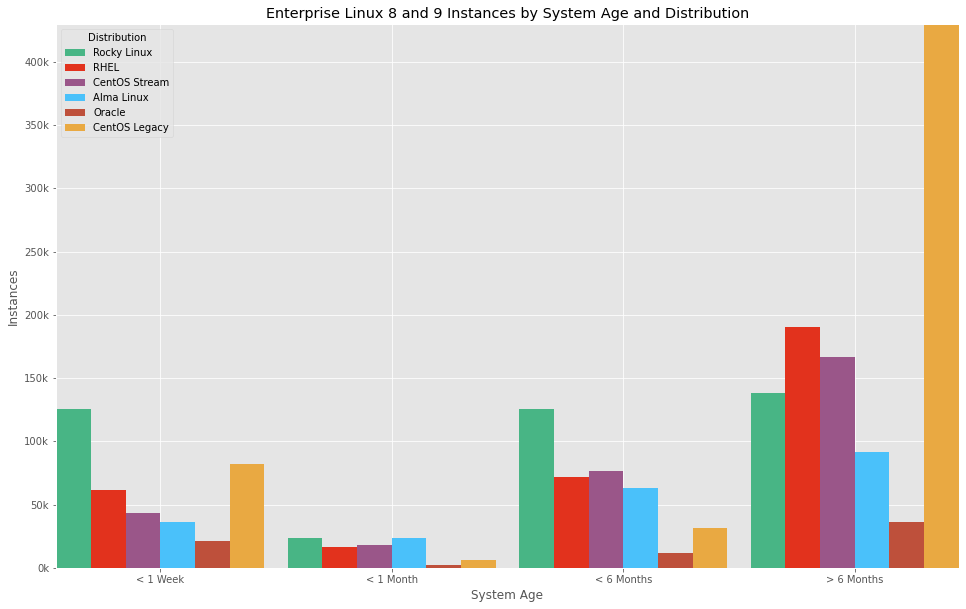 Enterprise Linux 8 and 9 Instances by System Age and Distribution
Distribution
Rocky Linux
RHEL
CentOS Stream
Alma Linux
Oracle
CentOS Legacy
400k
350k
300k
250k
200k
150k
100k
50k
0k
Instances
< 1 Week
< 1 Month
< 6 Months
> 6 Months
System Age